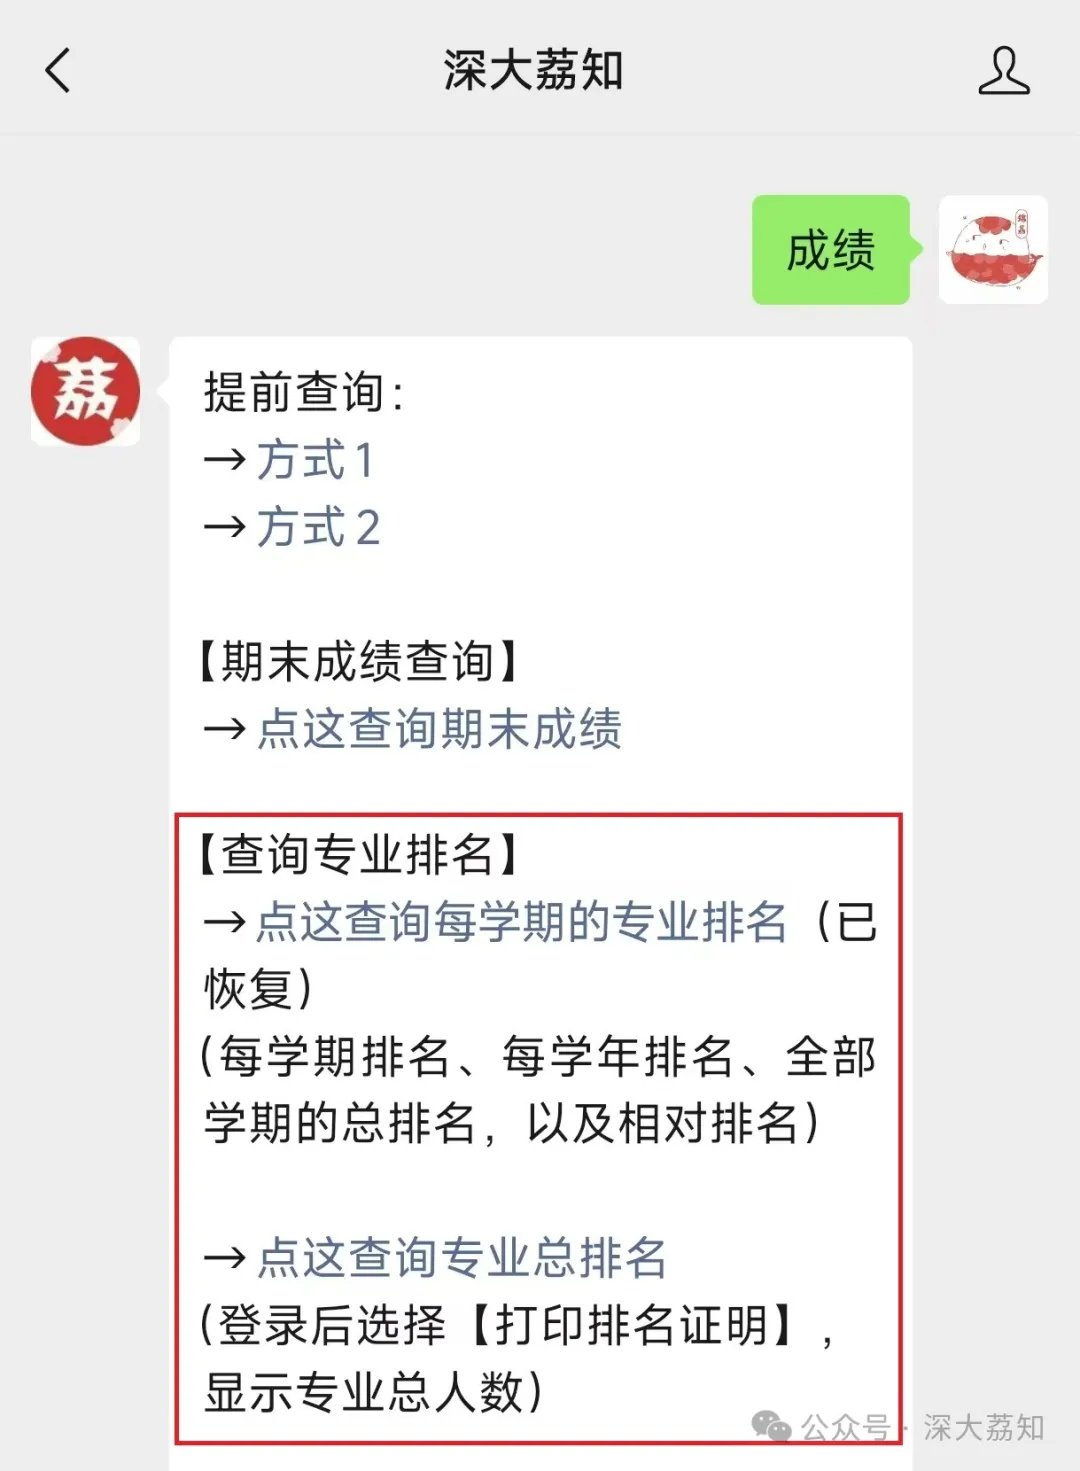 深大荔知
成绩
荔
提前查询:
→方式1
→方式2
【期末成绩查询】
→点这查询期末成绩
【查询专业排名】
→点这查询每学期的专业排名（已
恢复）
(每学期排名、每学年排名、全部
学期的总排名，以及相对排名）
→点这查询专业总排名
(登录后选择【打印排名证明】，
显示专业总人数）
公众号·深大荔知